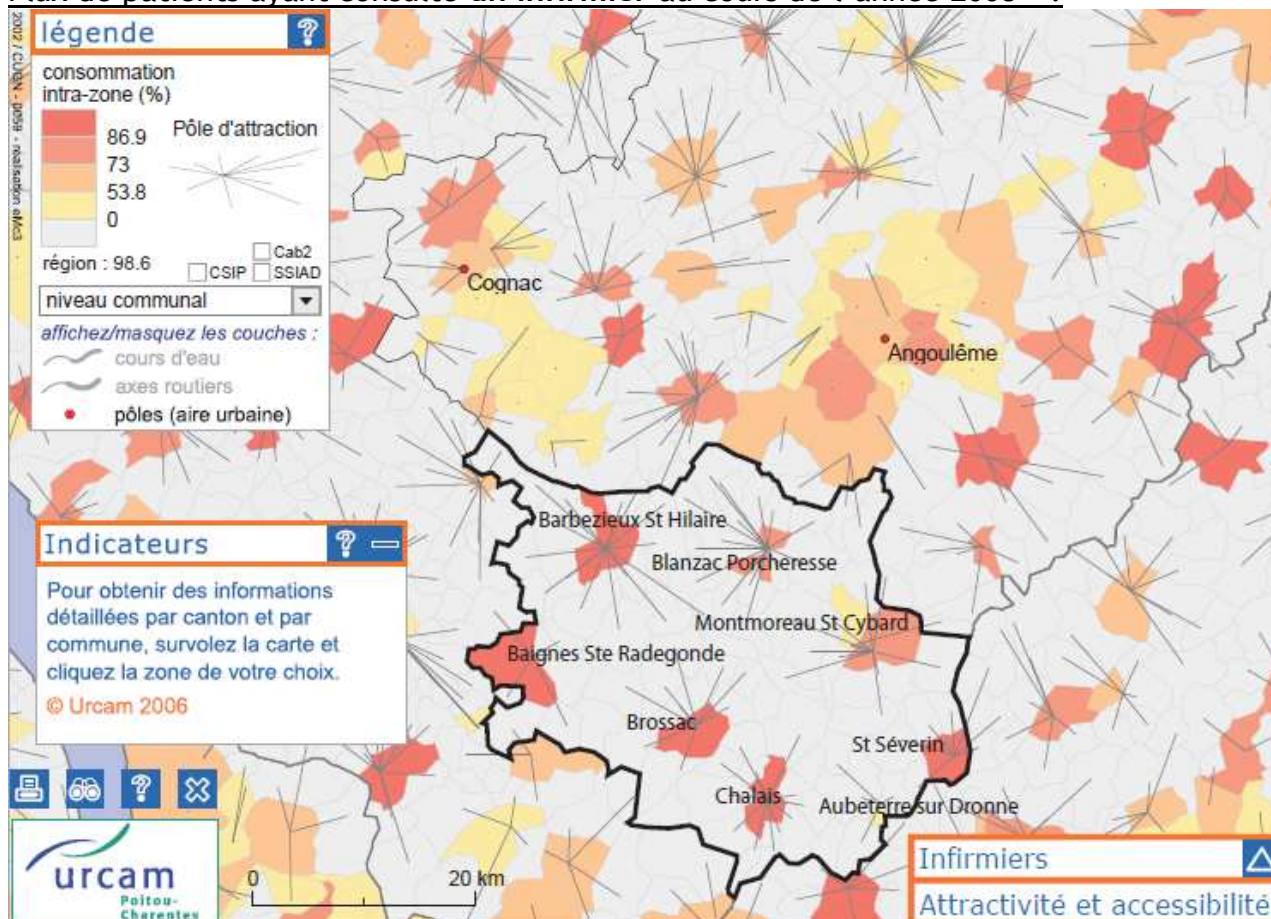 légende ?
consommation
intra-zone (%)
86.9
73
53.8
0
Pôle d'attraction
région : 98.6
Cab2
CSIP
SSIAD
niveau communal
affichez/masquez les couches :
cours d'eau
axes routiers
pôles (aire urbaine)
Cognac
Angoulême
Barbezieux St Hilaire
Blanzac Porcheresse
Montmoreau St Cybard
Baignes Ste Radegonde
Brossac
St Séverin
Chalais
Aubeterre sur Dronne
Indicateurs ?
Pour obtenir des informations
détaillées par canton et par
commune, survolez la carte et
cliquez la zone de votre choix.
© Urcam 2006
?
urcam
Poitou-
Charentes
0 20 km
Infirmiers
Attractivité et accessibilité